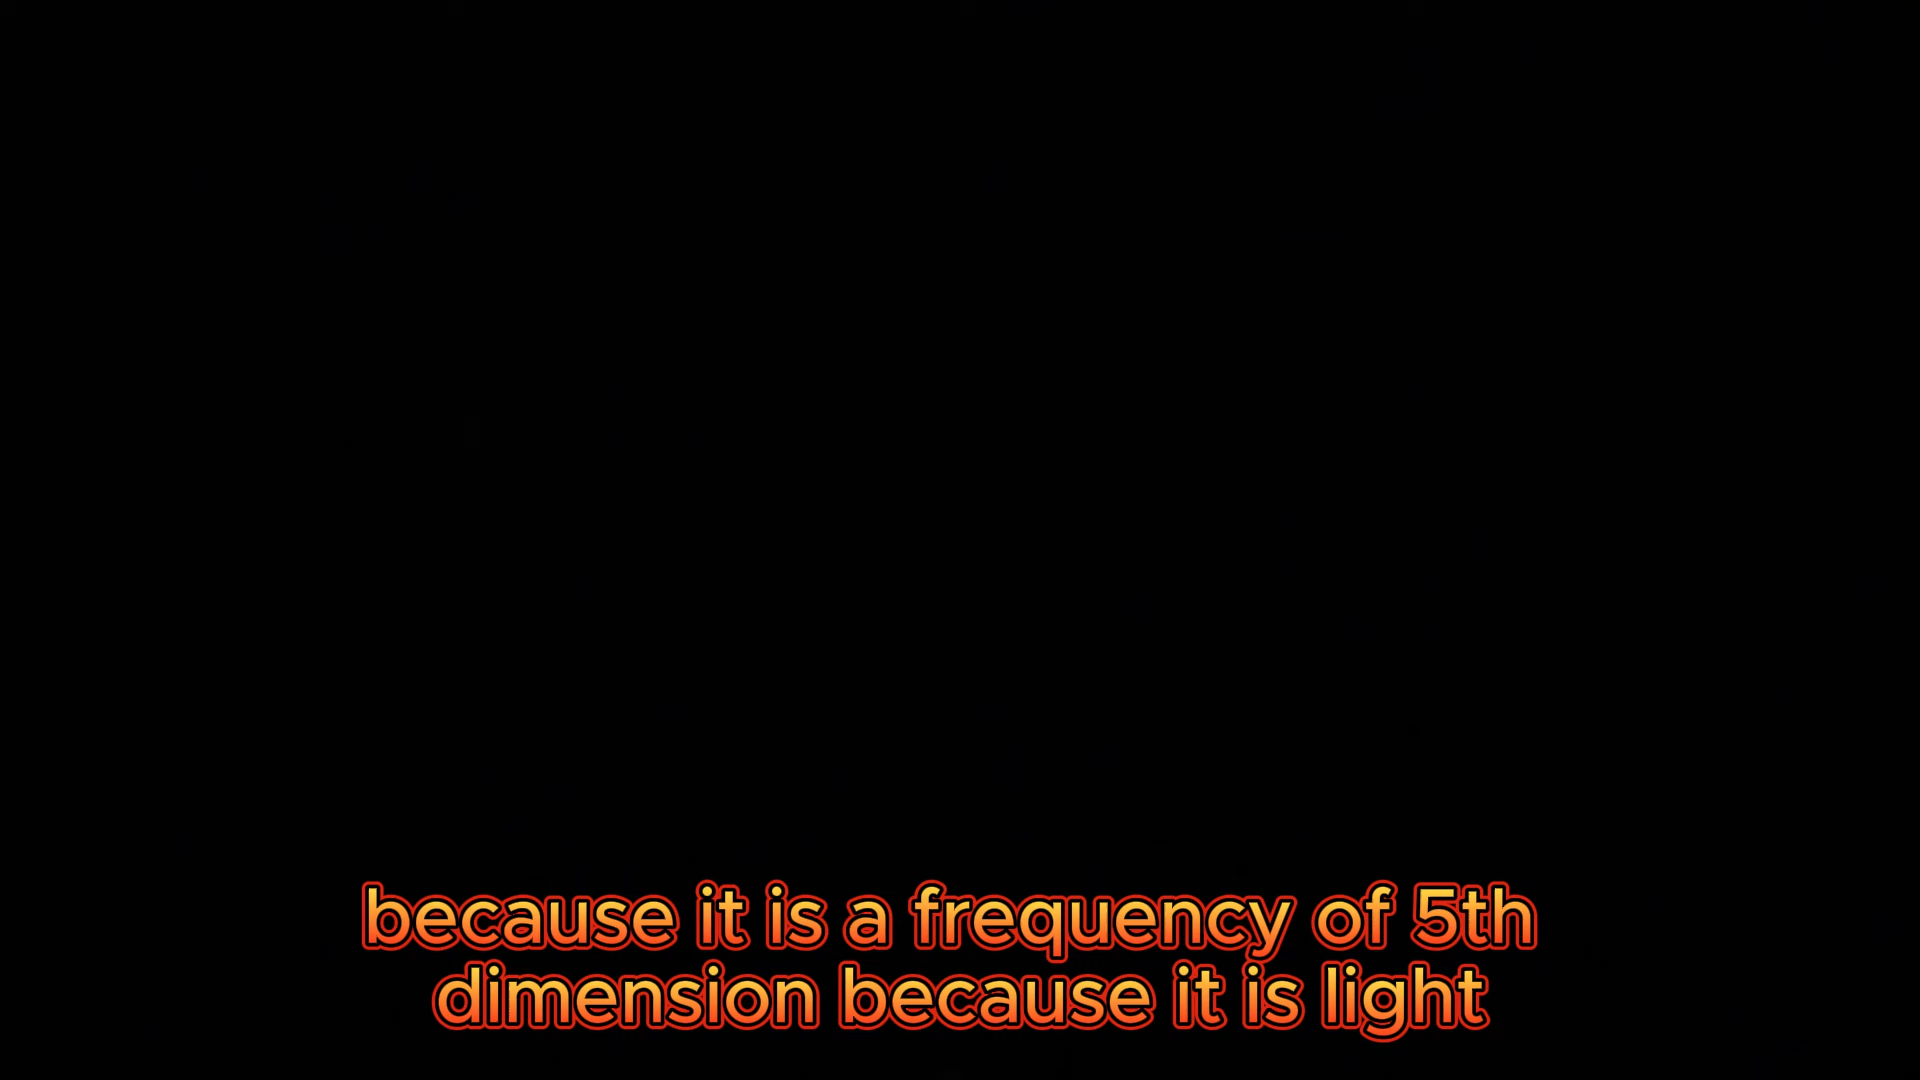 because it is a frequency of 5th
dimension because it is light